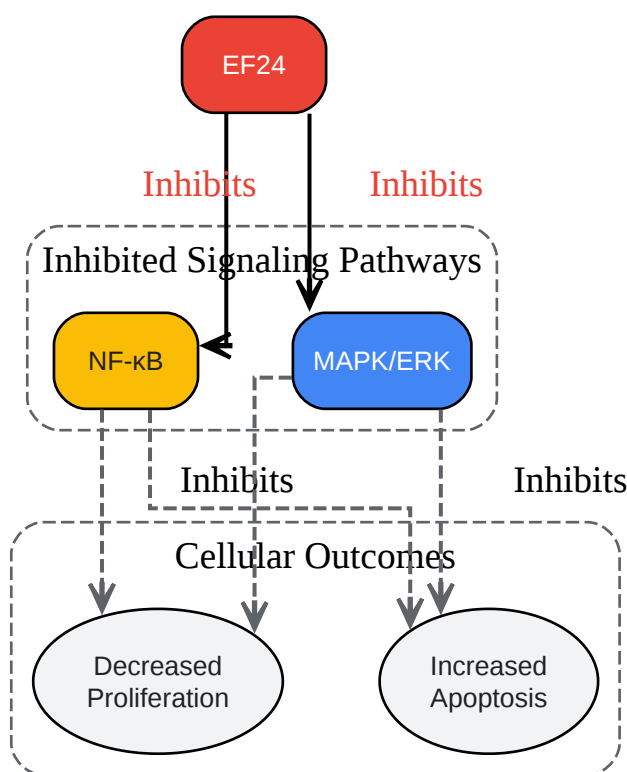 EF24
Inhibits
Inhibits
Inhibited Signaling Pathways
NF-κB
MAPK/ERK
Inhibits
Inhibits
Cellular Outcomes
Decreased
Proliferation
Increased
Apoptosis